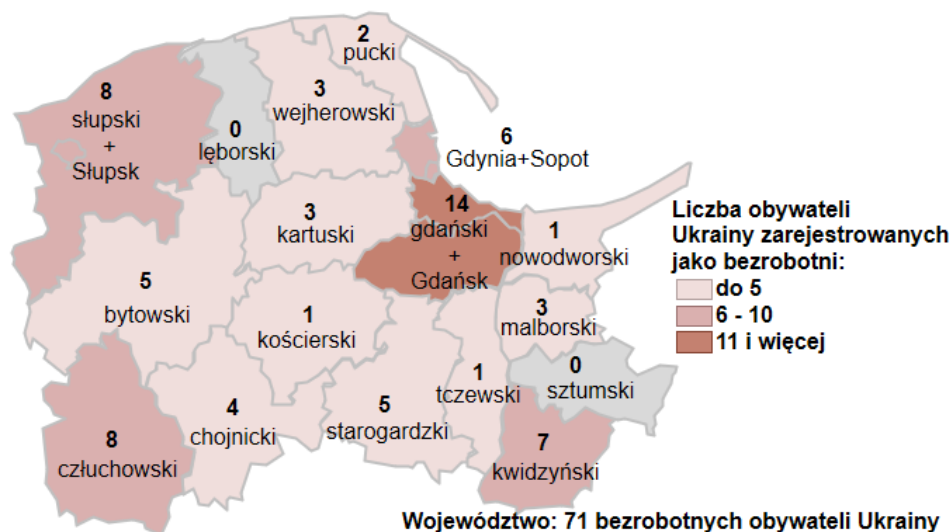 2
pucki
3
wejherowski
8
słupski
+
Słupsk
0
lęborski
6
Gdynia+Sopot
14
gdański
+
Gdańsk
3
kartuski
1
nowodworski
5
bytowski
1
kościerski
3
malborski
0
sztumski
1
tczewski
4
chojnicki
5
starogardzki
8
człuchowski
7
kwidzyński
Liczba obywateli
Ukrainy zarejestrowanych
jako bezrobotni:
do 5
6 - 10
11 i więcej
Województwo: 71 bezrobotnych obywateli Ukrainy